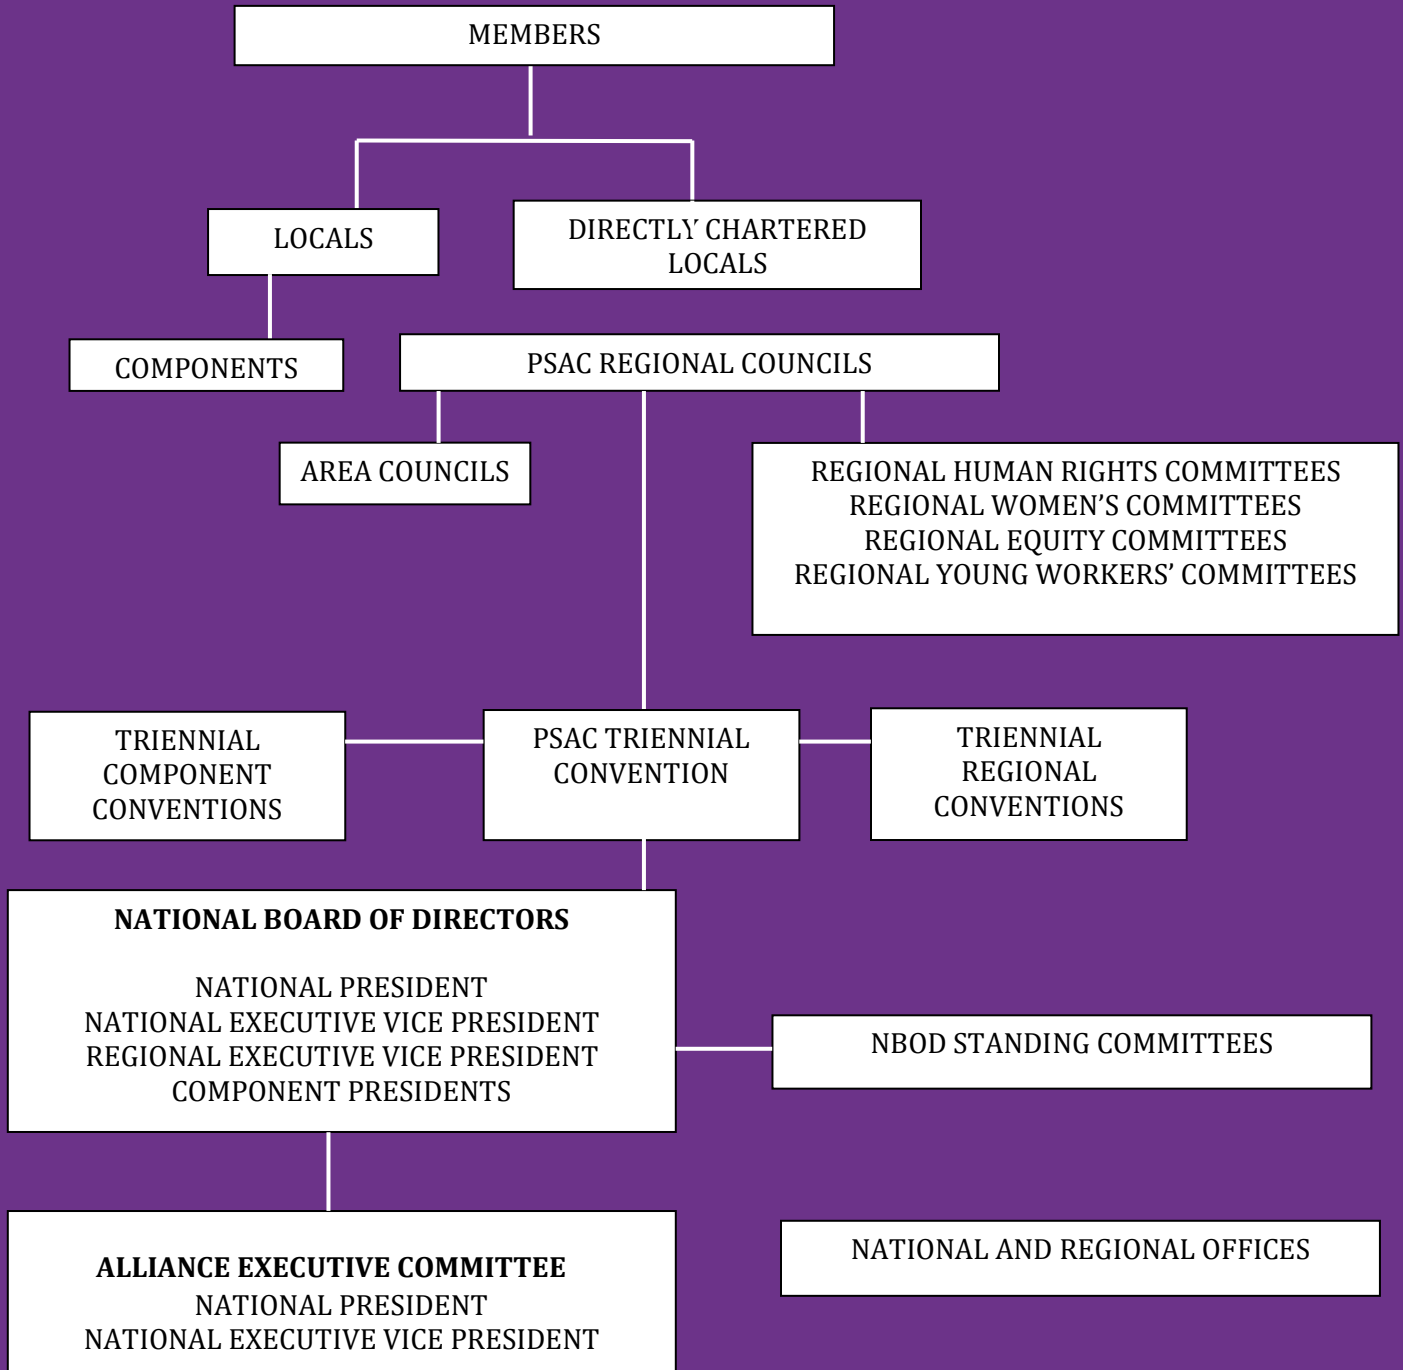 MEMBERS
LOCALS
DIRECTLY CHARTERED
LOCALS
COMPONENTS
PSAC REGIONAL COUNCILS
AREA COUNCILS
REGIONAL HUMAN RIGHTS COMMITTEES
REGIONAL WOMEN’S COMMITTEES
REGIONAL EQUITY COMMITTEES
REGIONAL YOUNG WORKERS’ COMMITTEES
TRIENNIAL
COMPONENT
CONVENTIONS
PSAC TRIENNIAL
CONVENTION
TRIENNIAL
REGIONAL
CONVENTIONS
NATIONAL BOARD OF DIRECTORS
NATIONAL PRESIDENT
NATIONAL EXECUTIVE VICE PRESIDENT
REGIONAL EXECUTIVE VICE PRESIDENT
COMPONENT PRESIDENTS
NBOD STANDING COMMITTEES
ALLIANCE EXECUTIVE COMMITTEE
NATIONAL PRESIDENT
NATIONAL EXECUTIVE VICE PRESIDENT
NATIONAL AND REGIONAL OFFICES